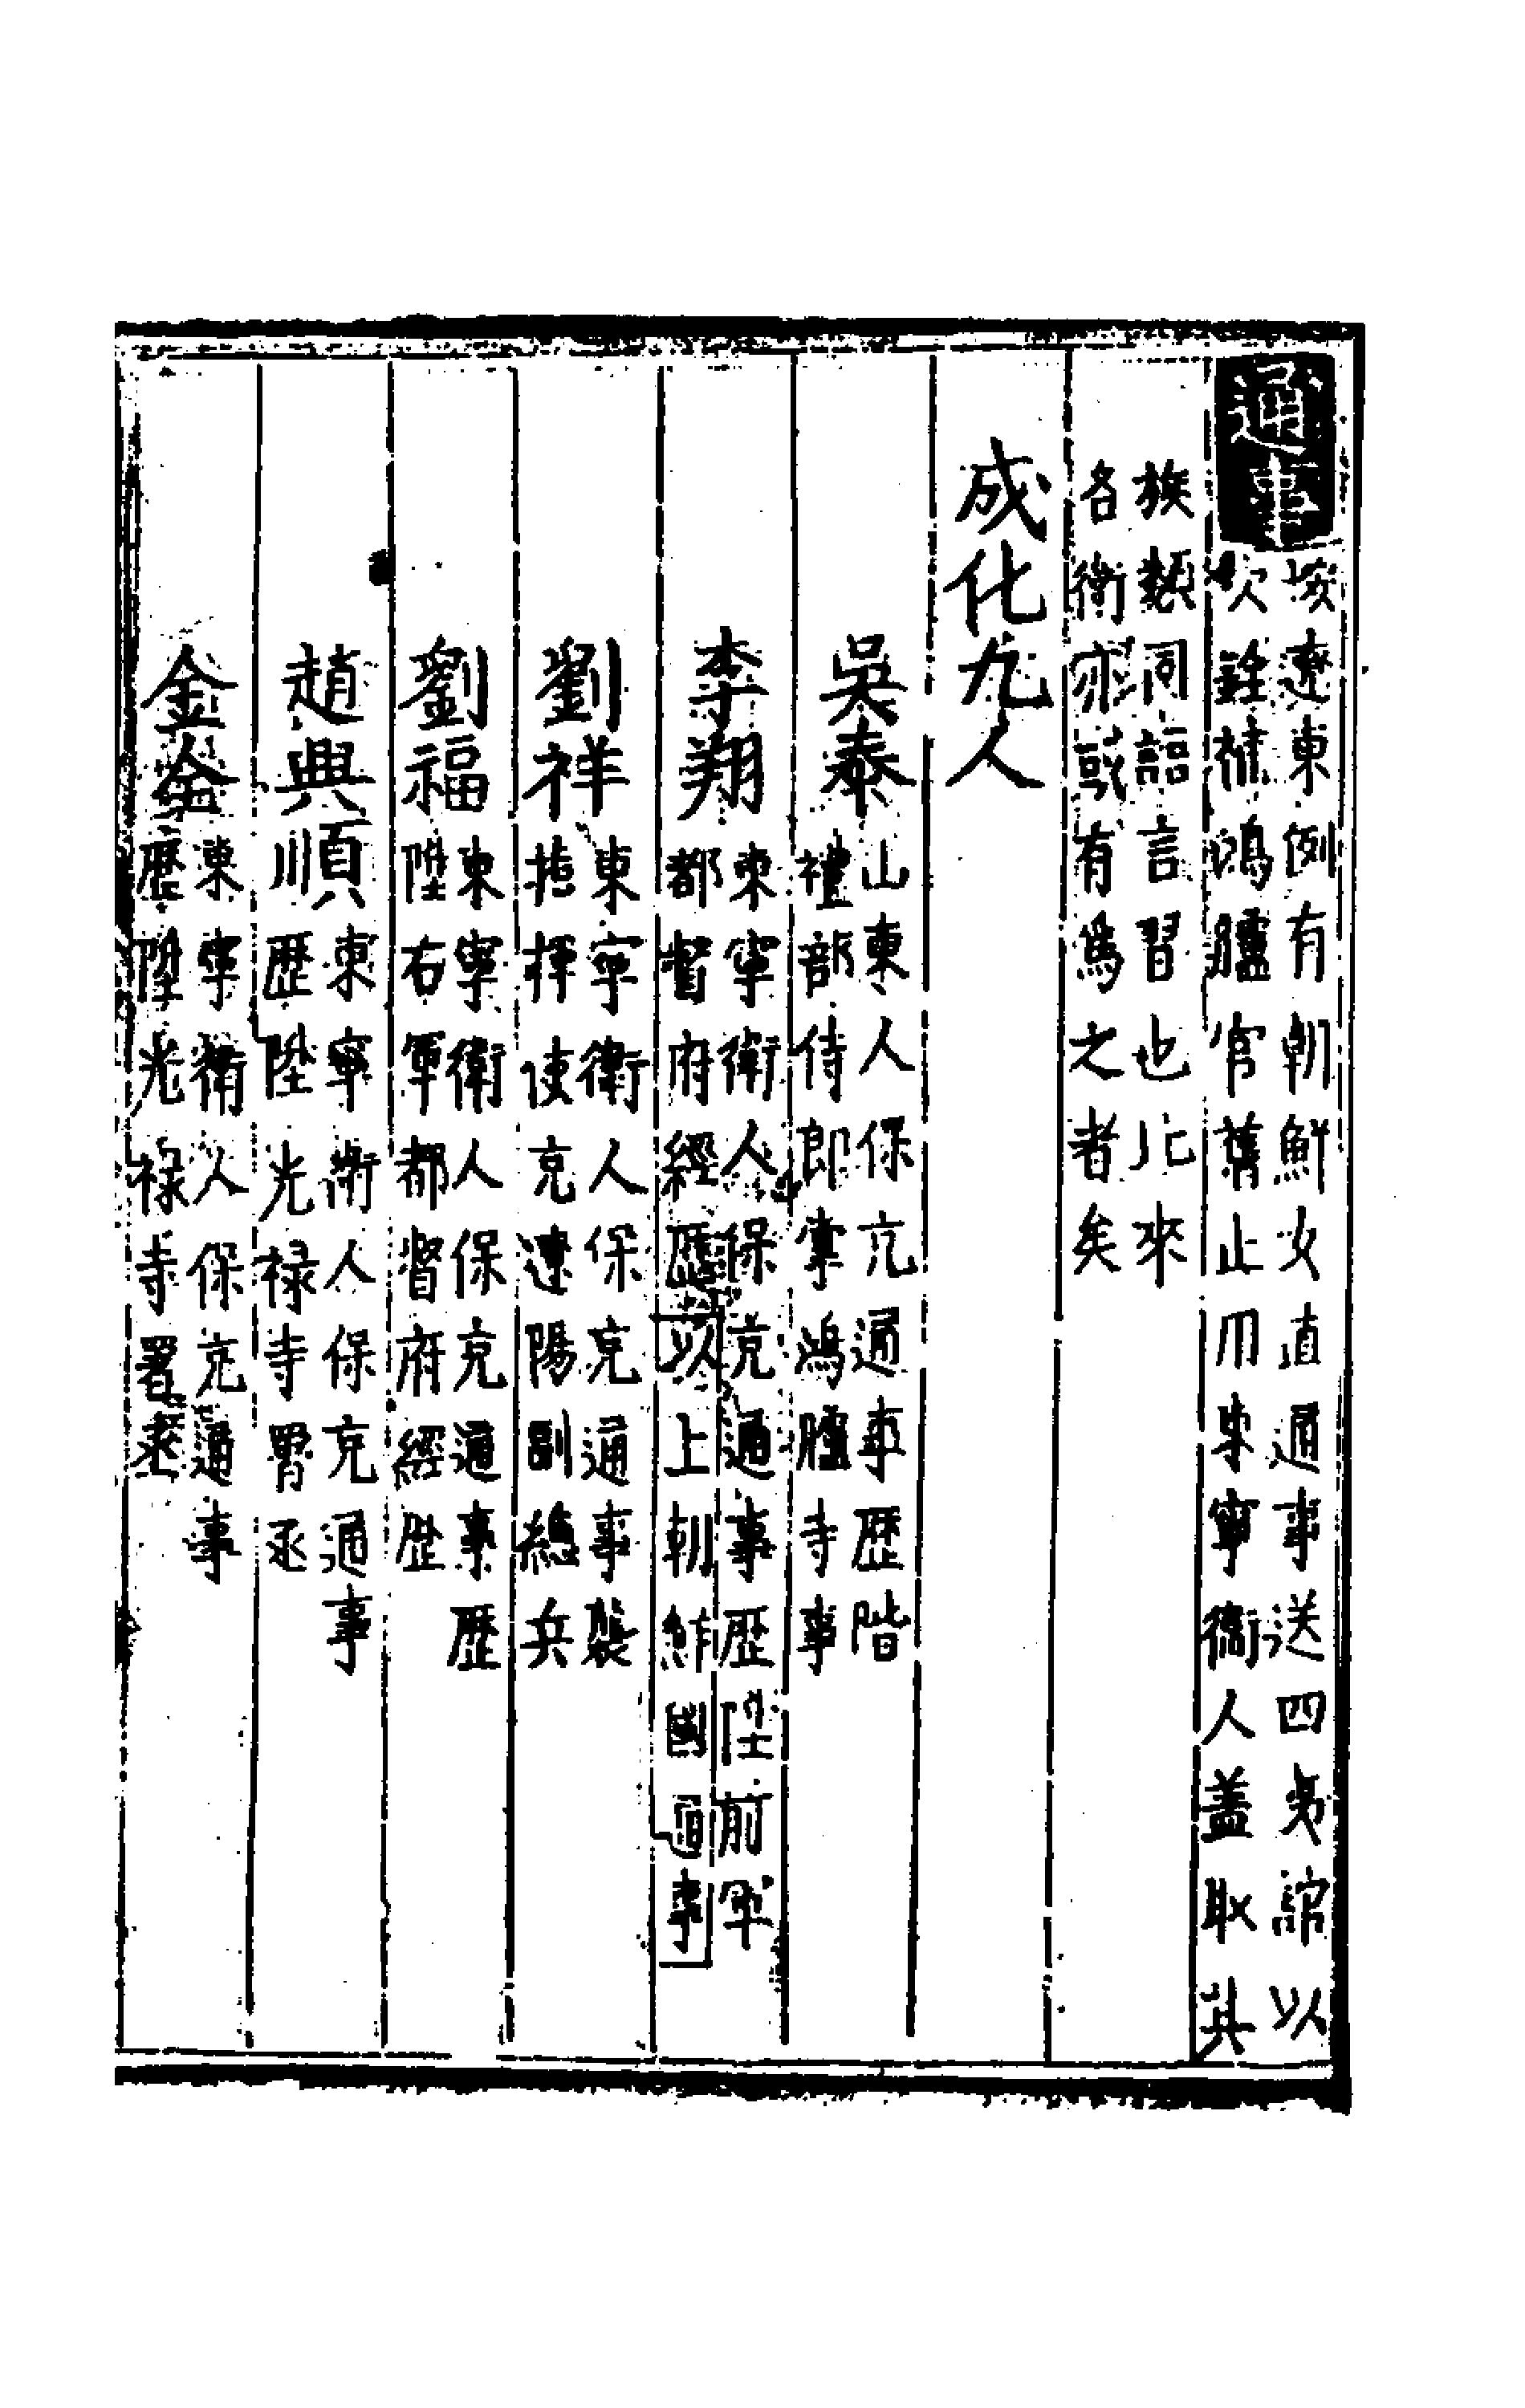 通事
按遼東例有朝鮮女直通事送四夷館以
次銓補鴻臚官舊止用東寧衛人盖取其
族類同語言習也比來
各衛亦或有爲之者矣
成化九人
吳泰
山東人保充通事歷階
禮部侍郎掌鴻臚寺事
李翔
東寧衛人保充通事歷陞前軍
都督府經歷以上朝鮮國通事
劉祥
東寧衛人保充通事襲
指揮使充遼陽副總兵
劉福
東寧衛人保充通事歷
陞右軍都督府經歷
趙興順
東寧衛人保充通事
歷陞光祿寺署丞
金
東寧衛人保充通事
歷陞光祿寺署丞